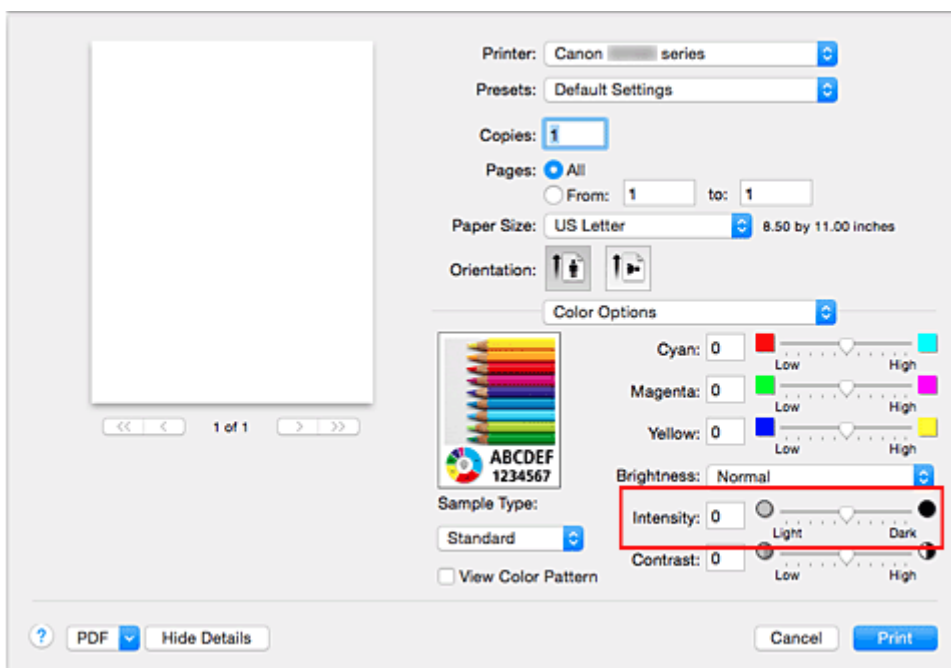 Printer: Canon series
Presets: Default Settings
Copies: 1
Pages: All
From: 1 to: 1
Paper Size: US Letter 8.50 by 11.00 inches
Orientation:
Color Options
Cyan: 0
Low High
Magenta: 0
Low High
Yellow: 0
Low High
ABCDEF
1234567
Brightness: Normal
Sample Type:
Standard
View Color Pattern
Intensity: 0
Light Dark
Contrast: 0
Low High
1 of 1
? PDF Hide Details Cancel Print